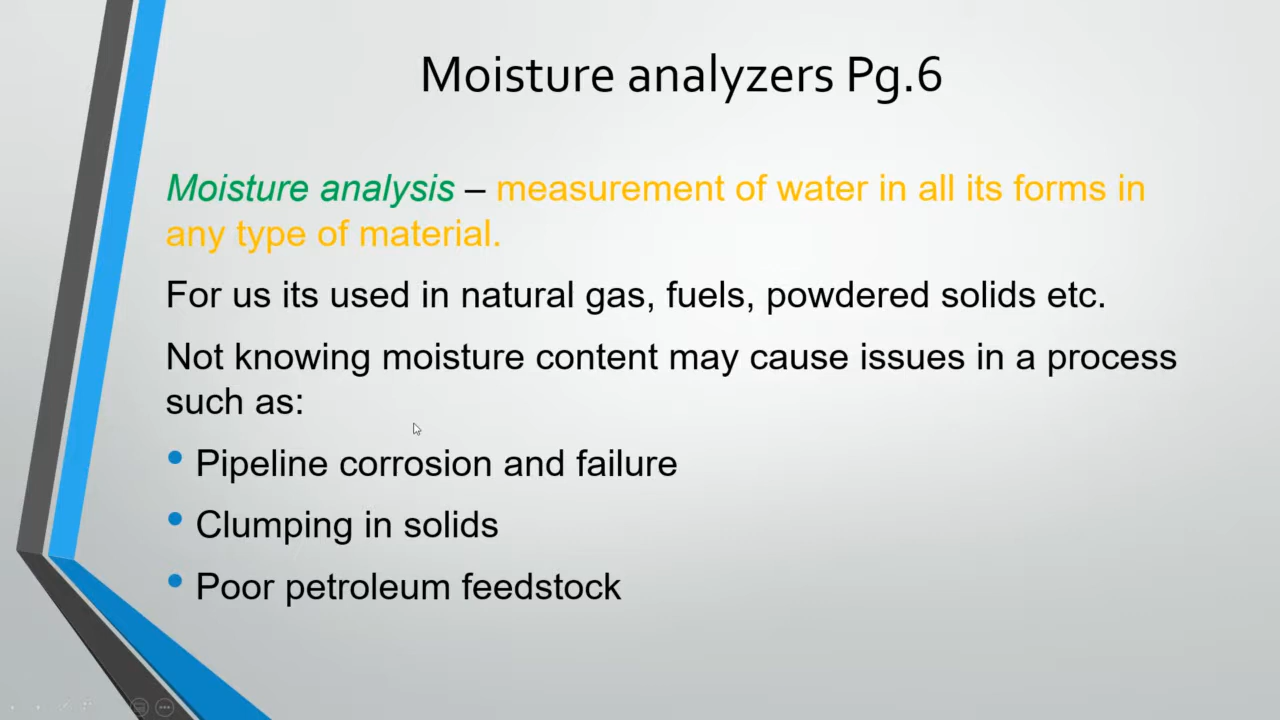 Moisture analyzers Pg.6
Moisture analysis – measurement of water in all its forms in
any type of material.
For us its used in natural gas, fuels, powdered solids etc.
Not knowing moisture content may cause issues in a process
such as:
• Pipeline corrosion and failure
• Clumping in solids
• Poor petroleum feedstock